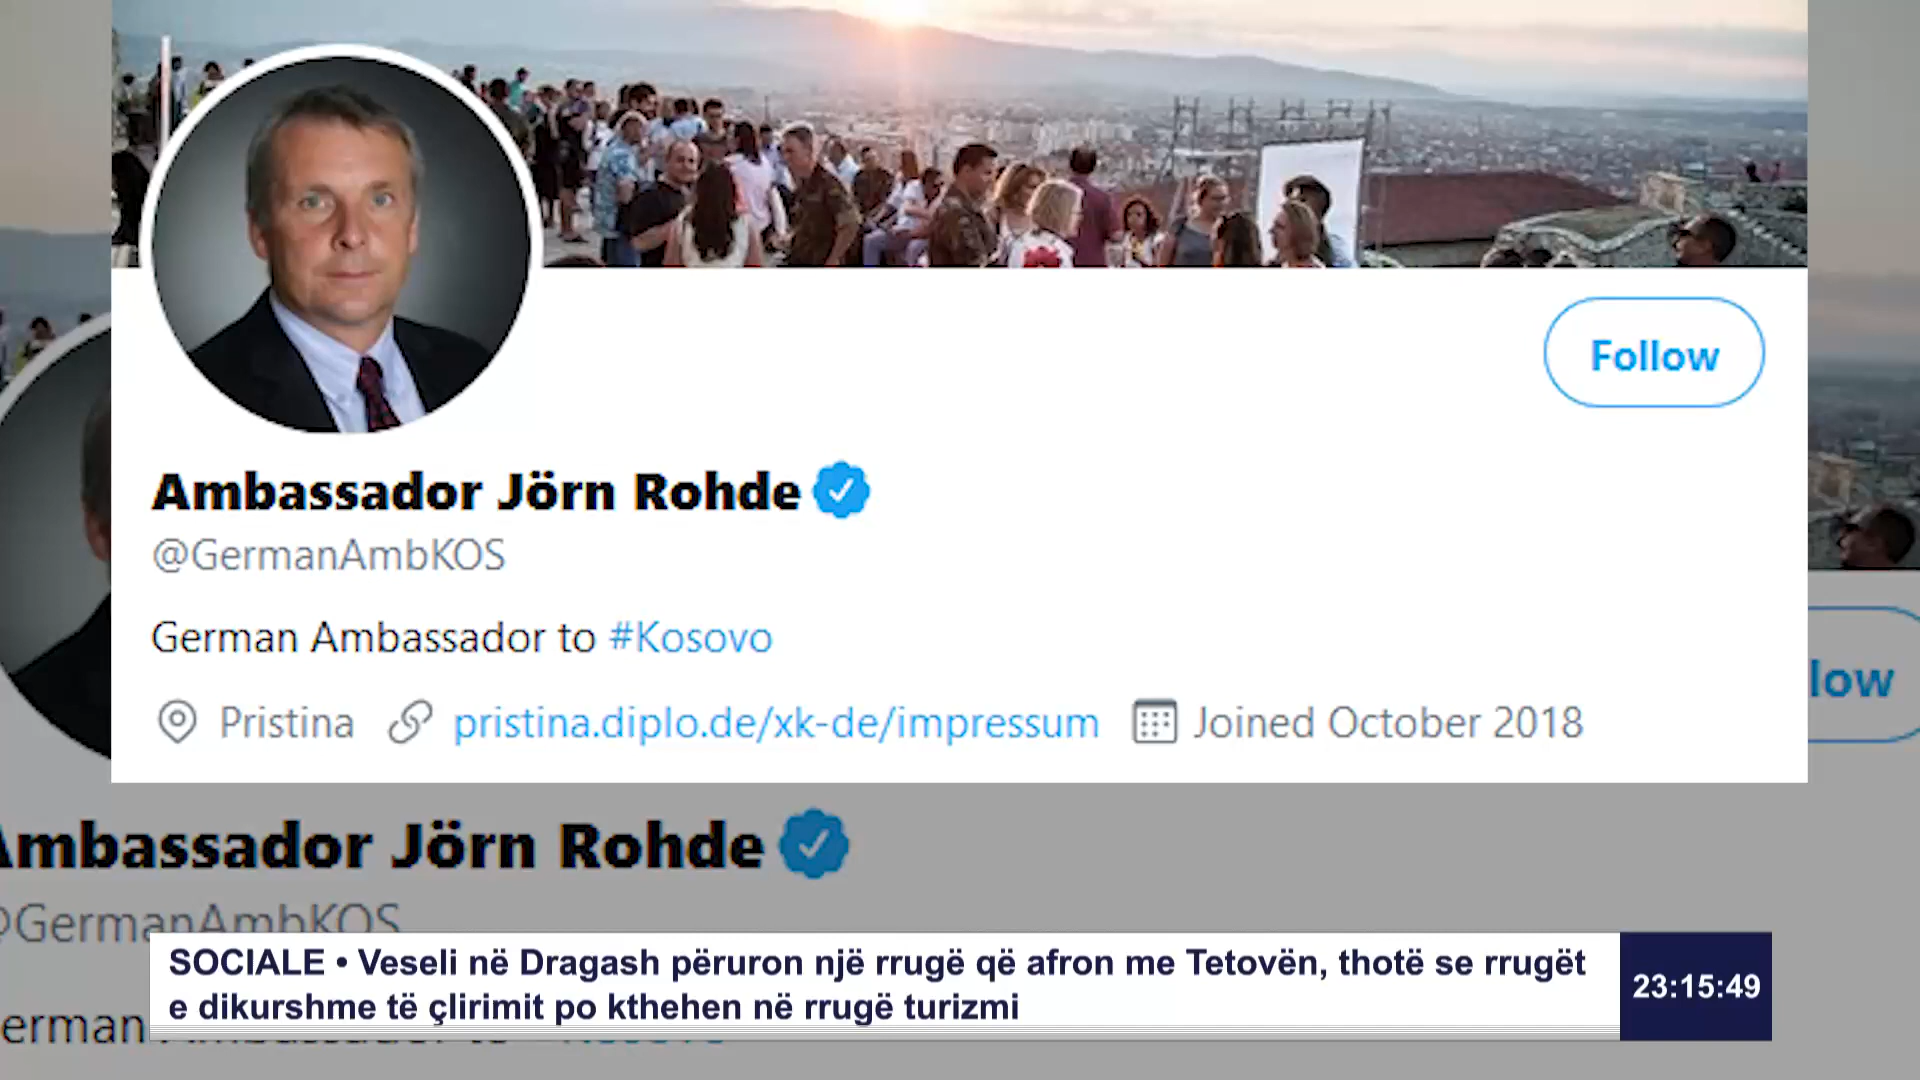 Follow
Ambassador Jörn Rohde
@GermanAmbKOS
German Ambassador to #Kosovo
Pristina pristina.diplo.de/xk-de/impressum Joined October 2018
low
Ambassador Jörn Rohde
@GermanAmbKOS
erman
SOCIALE • Veseli në Dragash përuron një rrugë që afron me Tetovën, thotë se rrugët
e dikurshme të çlirimit po kthehen në rrugë turizmi
23:15:49